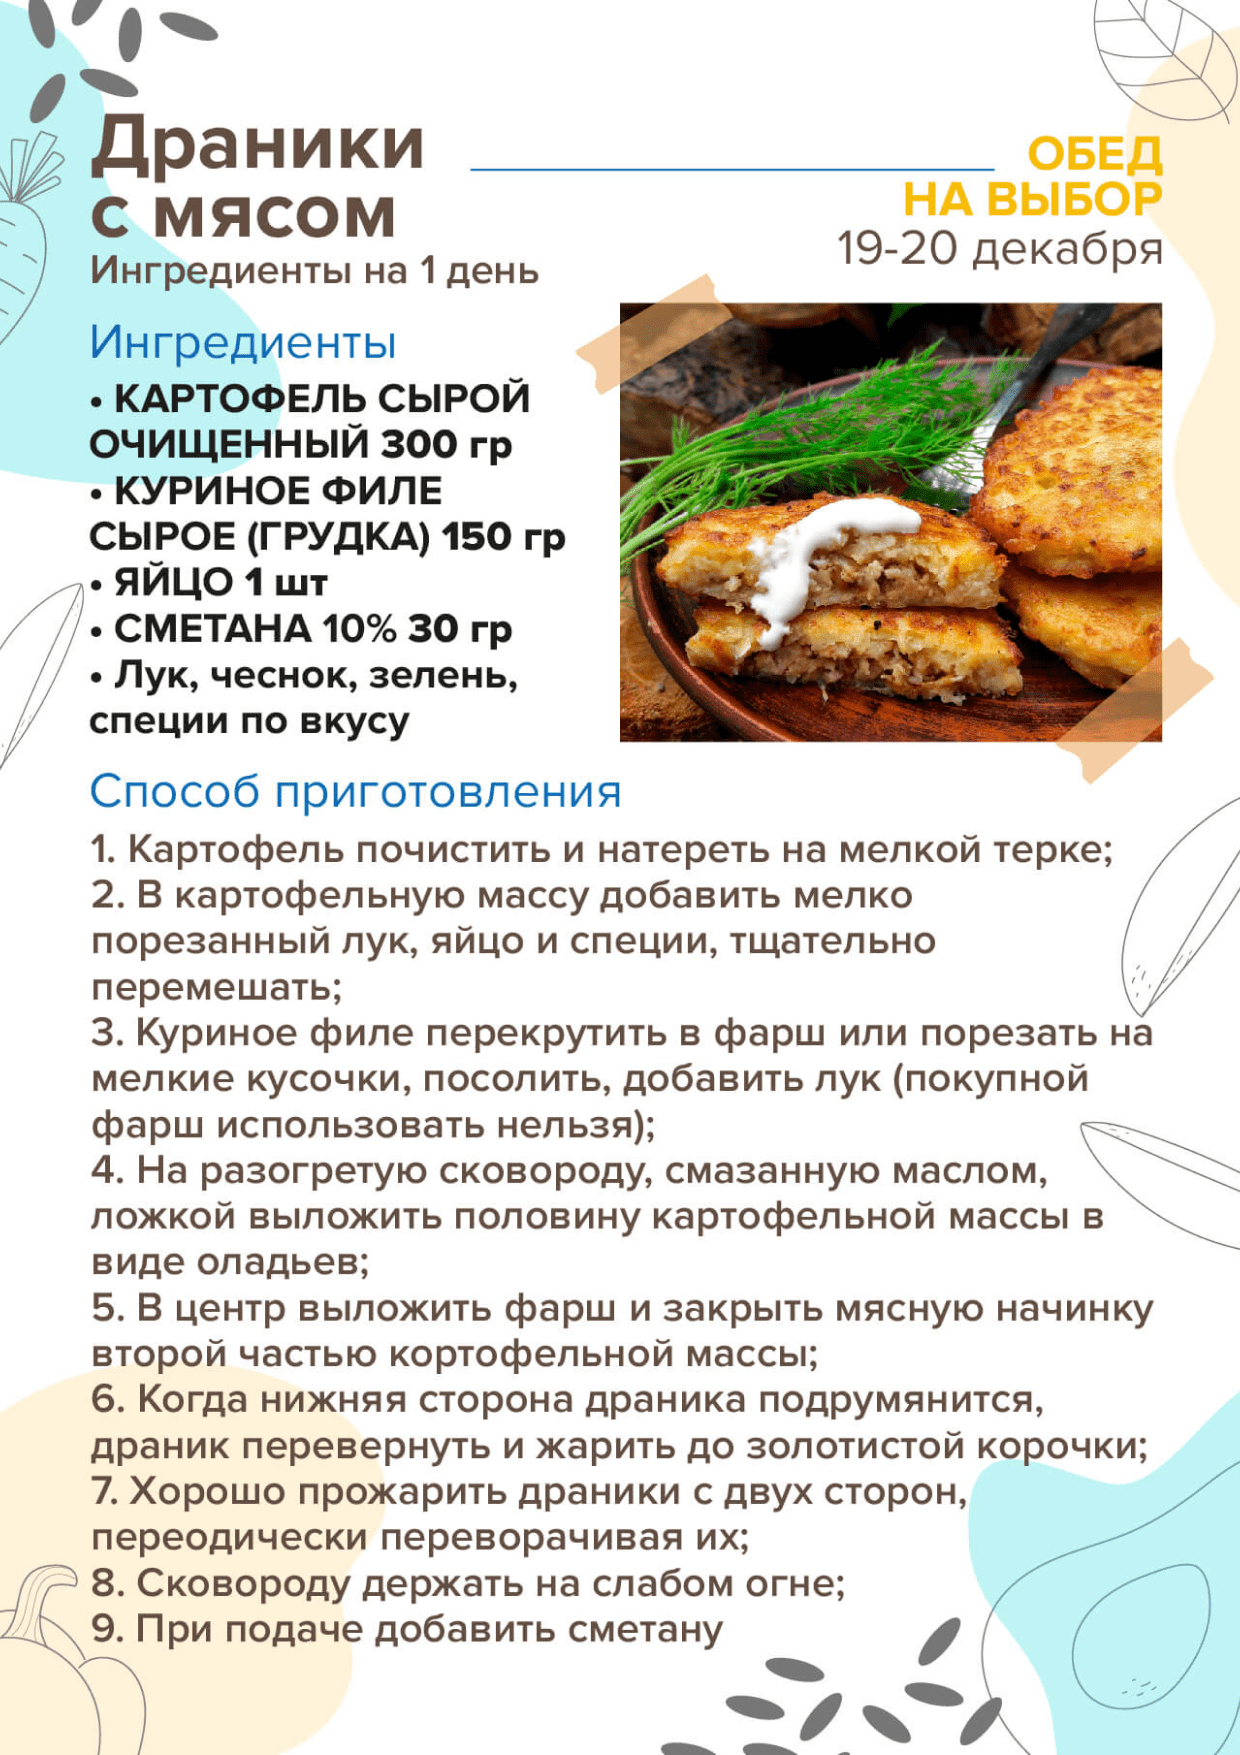 Драники
с мясом
Ингредиенты на 1 день
ОБЕД
НА ВЫБОР
19-20 декабря
Ингредиенты
• КАРТОФЕЛЬ СЫРОЙ
ОЧИЩЕННЫЙ 300 гр
• КУРИНОЕ ФИЛЕ
СЫРОЕ (ГРУДКА) 150 гр
• ЯЙЦО 1 шт
• СМЕТАНА 10% 30 гр
• Лук, чеснок, зелень,
специи по вкусу
Способ приготовления
1. Картофель почистить и натереть на мелкой терке;
2. В картофельную массу добавить мелко
порезанный лук, яйцо и специи, тщательно
перемешать;
3. Куриное филе перекрутить в фарш или порезать на
мелкие кусочки, посолить, добавить лук (покупной
фарш использовать нельзя);
4. На разогретую сковороду, смазанную маслом,
ложкой выложить половину картофельной массы в
виде оладьев;
5. В центр выложить фарш и закрыть мясную начинку
второй частью кортофельной массы;
6. Когда нижняя сторона драника подрумянится,
драник перевернуть и жарить до золотистой корочки;
7. Хорошо прожарить драники с двух сторон,
переодически переворачивая их;
8. Сковороду держать на слабом огне;
9. При подаче добавить сметану